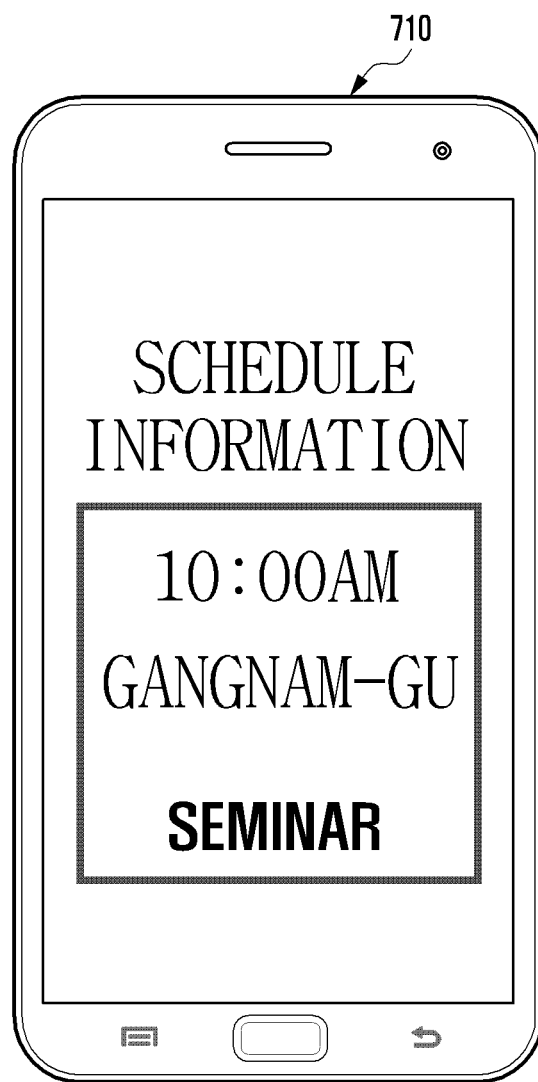 710
SCHEDULE
INFORMATION
10:00AM
GANGNAM-GU
SEMINAR